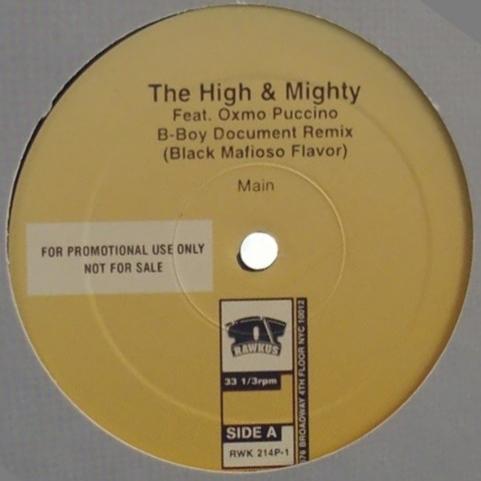 The High & Mighty
Feat. Oxmo Puccino
B-Boy Document Remix
(Black Mafioso Flavor)
Main
FOR PROMOTIONAL USE ONLY
NOT FOR SALE
RAWKUS
33 1/3rpm
SIDE A
RWK 214P-1
676 BROADWAY 4TH FLOOR NYC 10012